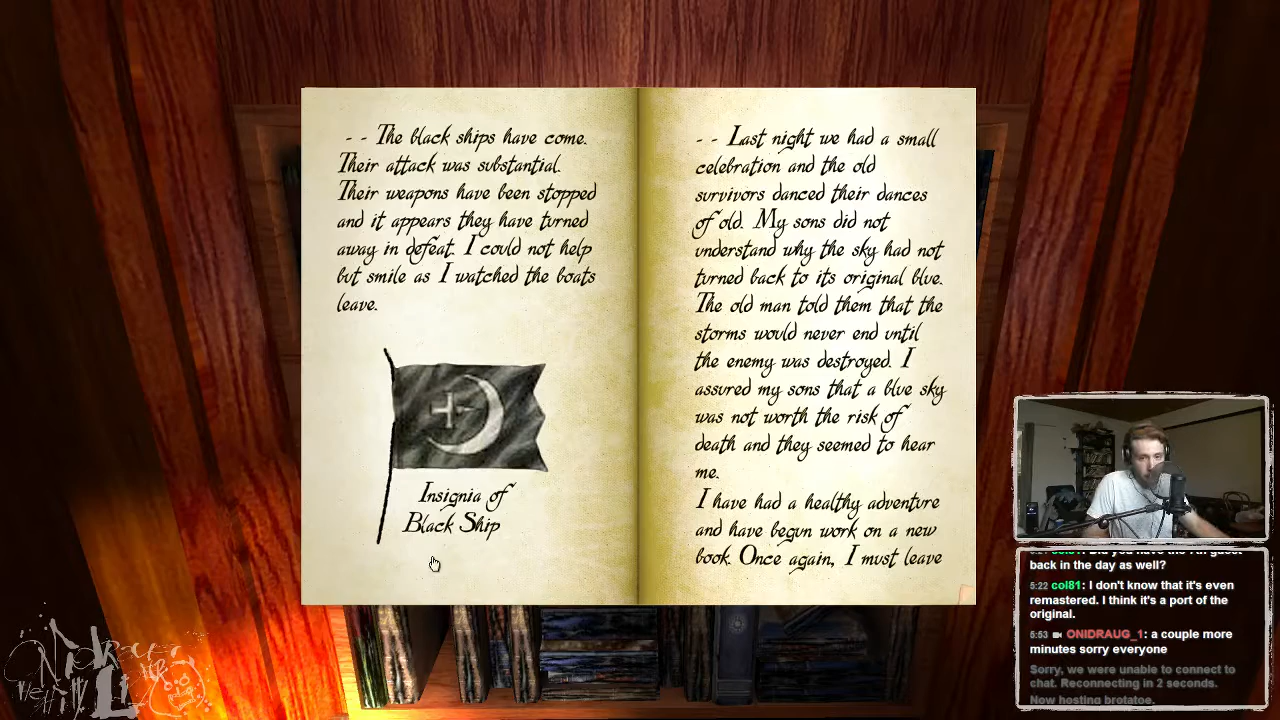 - - The black ships have come.
Their attack was substantial.
Their weapons have been stopped
and it appears they have turned
away in defeat. I could not help
but smile as I watched the boats
leave.
Insignia of
Black Ship
- - Last night we had a small
celebration and the old
survivors danced their dances
of old. My sons did not
understand why the sky had not
turned back to its original blue.
The old man told them that the
storms would never end until
the enemy was destroyed. I
assured my sons that a blue sky
was not worth the risk of
death and they seemed to hear
me.
I have had a healthy adventure
and have begun work on a new
book. Once again, I must leave
back in the day as well?
5:22 col81: I don't know that it's even
remastered. I think it's a port of the
original.
5:53 ONIDRAUG_1: a couple more
minutes sorry everyone
Sorry, we were unable to connect to
chat. Reconnecting in 2 seconds.
Now hosting brotatoe.